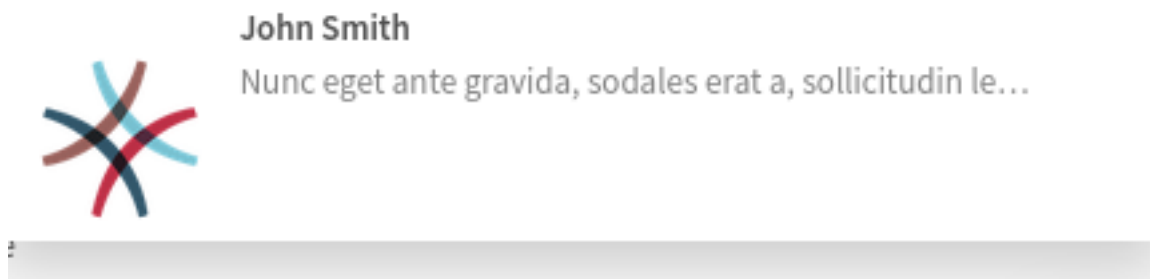 John Smith
Nunc eget ante gravida, sodales erat a, sollicitudin le...